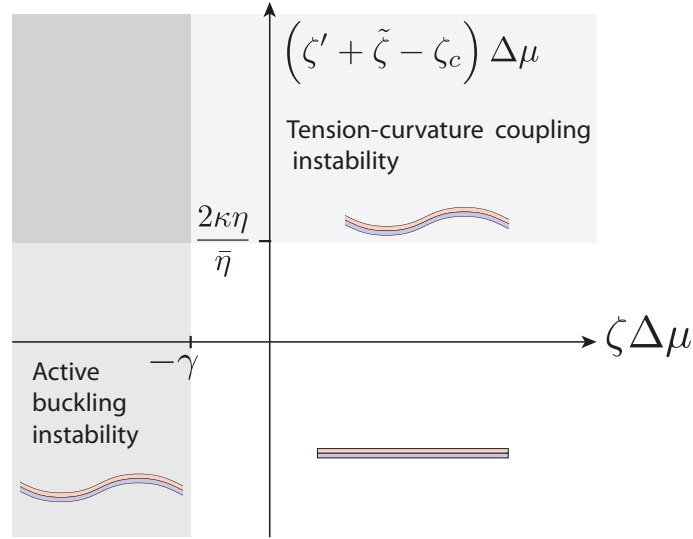 (ζ′ + ζ̃ − ζ_c) Δμ
Tension-curvature coupling
instability
2κη
η̄
ζΔμ
−γ
Active
buckling
instability